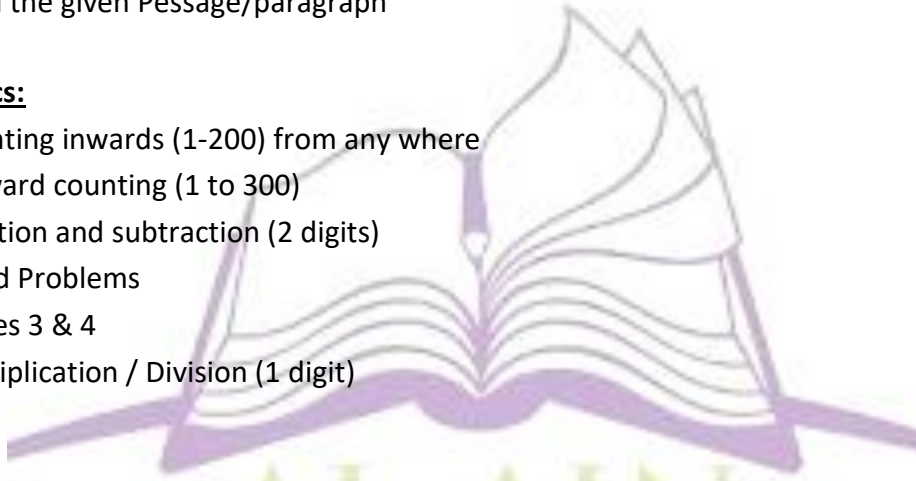 the given Pessage/paragraph
cs:
nting inwards (1-200) from any where
ward counting (1 to 300)
tion and subtraction (2 digits)
d Problems
es 3 & 4
iplication / Division (1 digit)